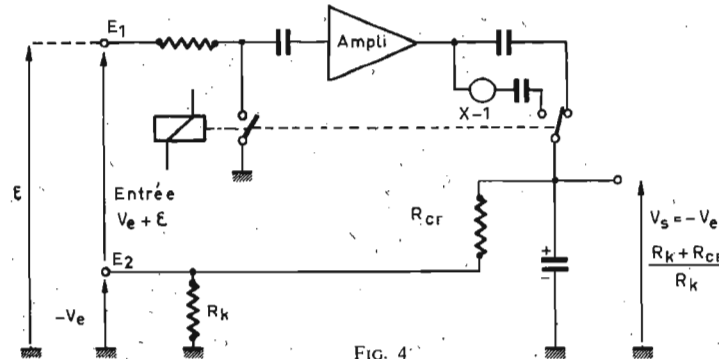 E1
Ampli
X-1
ε
Entrée
Ve + ε
E2
-Ve
Rk
Rcr
+
-
Vs = -Ve
Rk + Rcr
Rk
FIG. 4